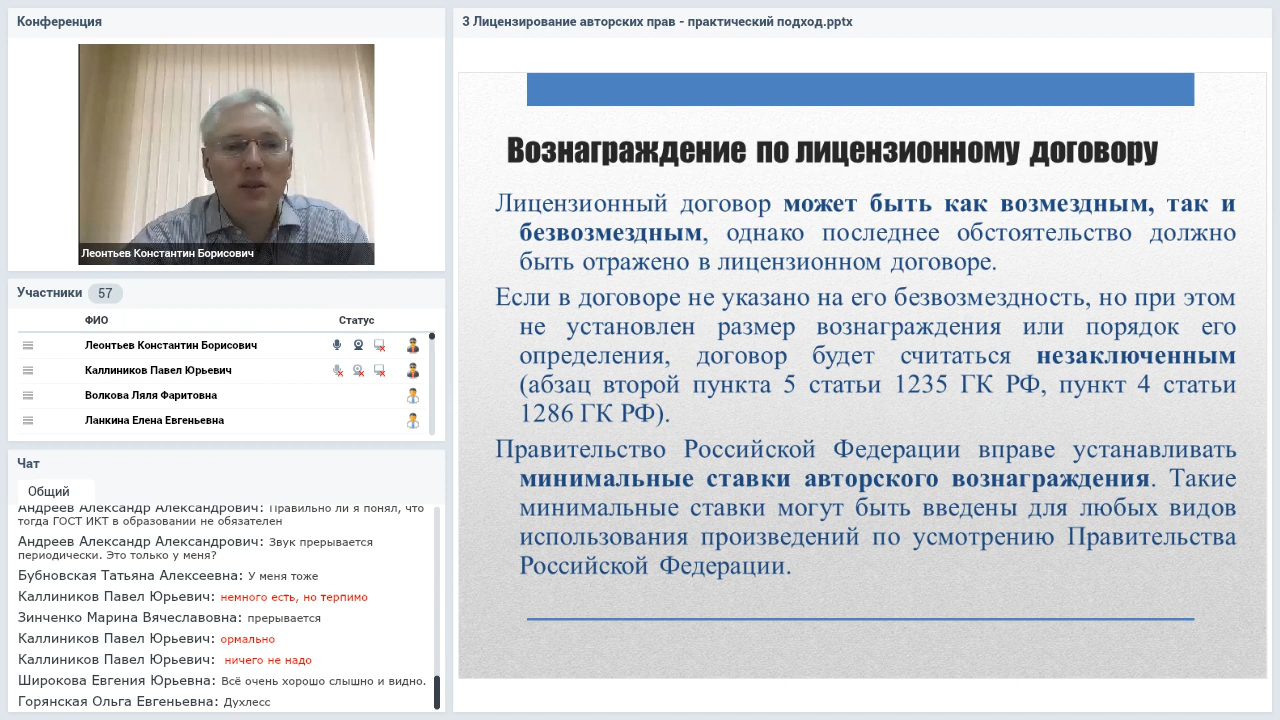 Конференция
Леонтьев Константин Борисович
Участники 57
ФИО Статус
Леонтьев Константин Борисович
Каллиников Павел Юрьевич
Волкова Ляля Фаритовна
Ланкина Елена Евгеньевна
Чат
Общий
Андреев Александр Александрович: Правильно ли я понял, что
тогда ГОСТ ИКТ в образовании не обязателен
Андреев Александр Александрович: Звук прерывается
периодически. Это только у меня?
Бубновская Татьяна Алексеевна: У меня тоже
Каллиников Павел Юрьевич: немного есть, но терпимо
Зинченко Марина Вячеславовна: прерывается
Каллиников Павел Юрьевич: ормально
Каллиников Павел Юрьевич: ничего не надо
Широкова Евгения Юрьевна: Всё очень хорошо слышно и видно.
Горянская Ольга Евгеньевна: Духлесс
3 Лицензирование авторских прав - практический подход.pptx
Вознаграждение по лицензионному договору
Лицензионный договор может быть как возмездным, так и
безвозмездным, однако последнее обстоятельство должно
быть отражено в лицензионном договоре.
Если в договоре не указано на его безвозмездность, но при этом
не установлен размер вознаграждения или порядок его
определения, договор будет считаться незаключенным
(абзац второй пункта 5 статьи 1235 ГК РФ, пункт 4 статьи
1286 ГК РФ).
Правительство Российской Федерации вправе устанавливать
минимальные ставки авторского вознаграждения. Такие
минимальные ставки могут быть введены для любых видов
использования произведений по усмотрению Правительства
Российской Федерации.